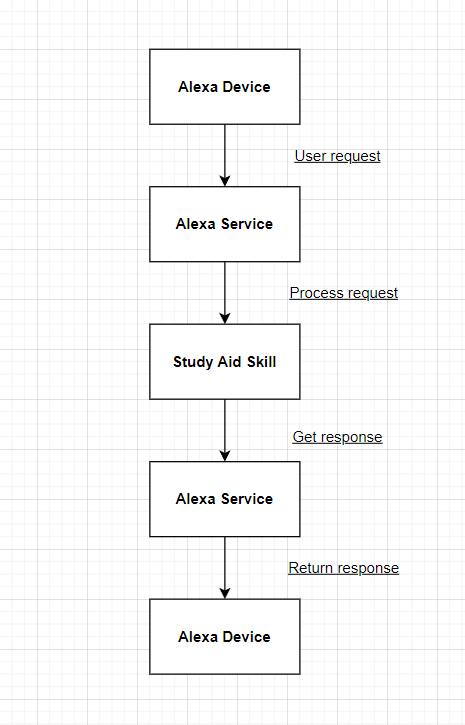 Alexa Device
User request
Alexa Service
Process request
Study Aid Skill
Get response
Alexa Service
Return response
Alexa Device